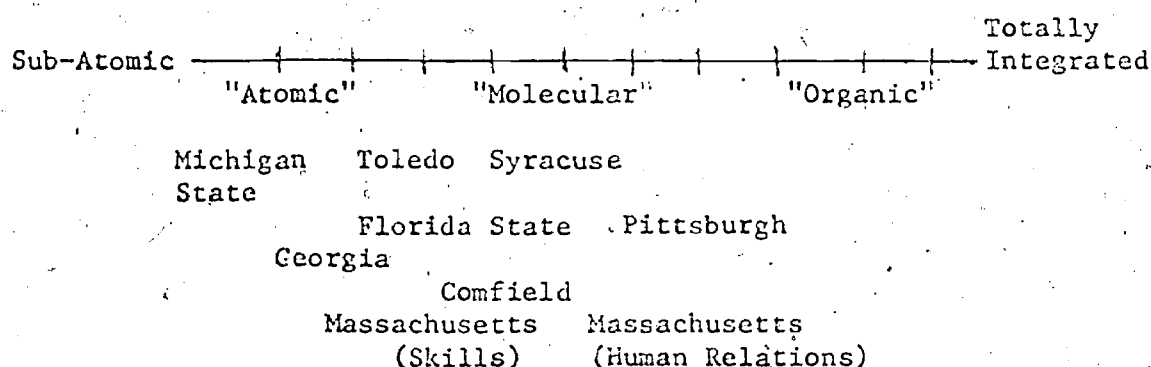 Totally
Sub-Atomic Integrated
"Atomic" "Molecular" "Organic"
Michigan Toledo Syracuse
State
Florida State Pittsburgh
Georgia
Comfield
Massachusetts Massachusetts
(Skills) (Human Relations)